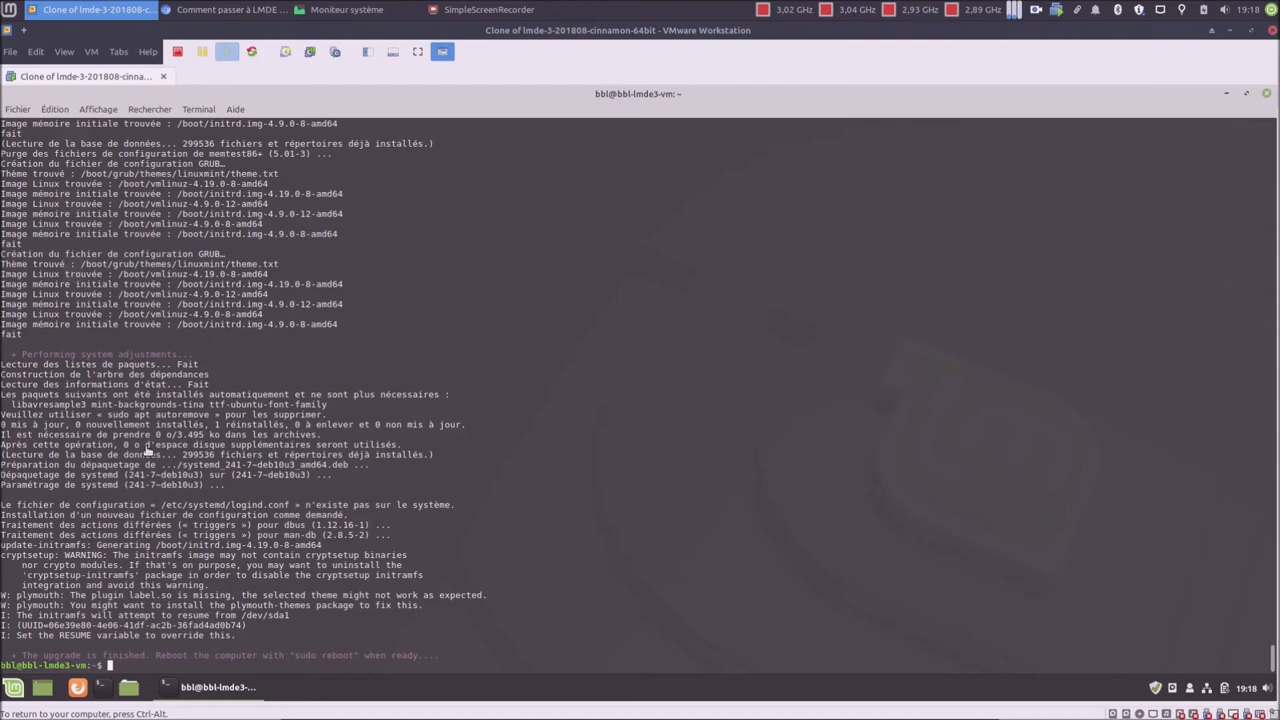 Clone of lmde-3-201808-c...
Comment passer à LMDE ...
Moniteur système
SimpleScreenRecorder
3,02 GHz
3,04 GHz
2,93 GHz
2,89 GHz
19:18
Clone of lmde-3-201808-cinnamon-64bit - VMware Workstation
File Edit View VM Tabs Help
Clone of lmde-3-201808-cinna...
bbl@bbl-lmde3-vm: ~
Fichier Édition Affichage Rechercher Terminal Aide
Image mémoire initiale trouvée : /boot/initrd.img-4.9.0-8-amd64
fait
(Lecture de la base de données... 299536 fichiers et répertoires déjà installés.)
Purge des fichiers de configuration de memtest86+ (5.01-3) ...
Création du fichier de configuration GRUB…
Thème trouvé : /boot/grub/themes/linuxmint/theme.txt
Image Linux trouvée : /boot/vmlinuz-4.19.0-8-amd64
Image mémoire initiale trouvée : /boot/initrd.img-4.19.0-8-amd64
Image Linux trouvée : /boot/vmlinuz-4.9.0-12-amd64
Image mémoire initiale trouvée : /boot/initrd.img-4.9.0-12-amd64
Image Linux trouvée : /boot/vmlinuz-4.9.0-8-amd64
Image mémoire initiale trouvée : /boot/initrd.img-4.9.0-8-amd64
fait
Création du fichier de configuration GRUB…
Thème trouvé : /boot/grub/themes/linuxmint/theme.txt
Image Linux trouvée : /boot/vmlinuz-4.19.0-8-amd64
Image mémoire initiale trouvée : /boot/initrd.img-4.19.0-8-amd64
Image Linux trouvée : /boot/vmlinuz-4.9.0-12-amd64
Image mémoire initiale trouvée : /boot/initrd.img-4.9.0-12-amd64
Image Linux trouvée : /boot/vmlinuz-4.9.0-8-amd64
Image mémoire initiale trouvée : /boot/initrd.img-4.9.0-8-amd64
fait
+ Performing system adjustments...
Lecture des listes de paquets... Fait
Construction de l'arbre des dépendances
Lecture des informations d'état... Fait
Les paquets suivants ont été installés automatiquement et ne sont plus nécessaires :
libavresample3 mint-backgrounds-tina ttf-ubuntu-font-family
Veuillez utiliser « sudo apt autoremove » pour les supprimer.
0 mis à jour, 0 nouvellement installés, 1 réinstallés, 0 à enlever et 0 non mis à jour.
Il est nécessaire de prendre 0 o/3.495 ko dans les archives.
Après cette opération, 0 o d'espace disque supplémentaires seront utilisés.
(Lecture de la base de données... 299536 fichiers et répertoires déjà installés.)
Préparation du dépaquetage de .../systemd_241-7~deb10u3_amd64.deb ...
Dépaquetage de systemd (241-7~deb10u3) sur (241-7~deb10u3) ...
Paramétrage de systemd (241-7~deb10u3) ...
Le fichier de configuration « /etc/systemd/logind.conf » n'existe pas sur le système.
Installation d'un nouveau fichier de configuration comme demandé.
Traitement des actions différées (« triggers ») pour dbus (1.12.16-1) ...
Traitement des actions différées (« triggers ») pour man-db (2.8.5-2) ...
update-initramfs: Generating /boot/initrd.img-4.19.0-8-amd64
cryptsetup: WARNING: The initramfs image may not contain cryptsetup binaries
nor crypto modules. If that's on purpose, you may want to uninstall the
'cryptsetup-initramfs' package in order to disable the cryptsetup initramfs
integration and avoid this warning.
W: plymouth: The plugin label.so is missing, the selected theme might not work as expected.
W: plymouth: You might want to install the plymouth-themes package to fix this.
I: The initramfs will attempt to resume from /dev/sda1
I: (UUID=06e39e80-4e06-41df-ac2b-36fad4ad0b74)
I: Set the RESUME variable to override this.
+ The upgrade is finished. Reboot the computer with "sudo reboot" when ready....
bbl@bbl-lmde3-vm:~$
bbl@bbl-lmde3-...
19:18
To return to your computer, press Ctrl-Alt.